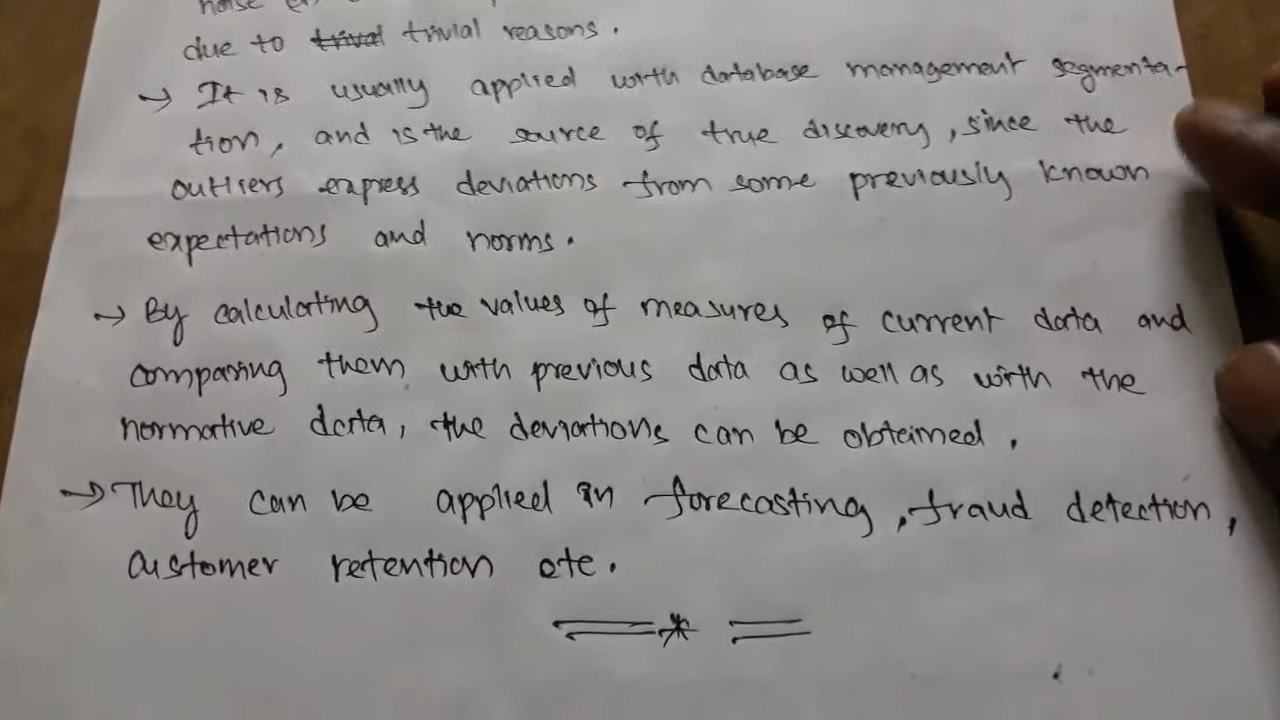 noise
due to trival trivial reasons.
→ It is usually applied with database management segmenta-
tion, and is the source of true discovery, since the
outliers express deviations from some previously known
expectations and norms.
→ By calculating the values of measures of current data and
comparing them with previous data as well as with the
normative data, the deviations can be obtained.
→ They can be applied in forecasting, fraud detection,
customer retention etc.